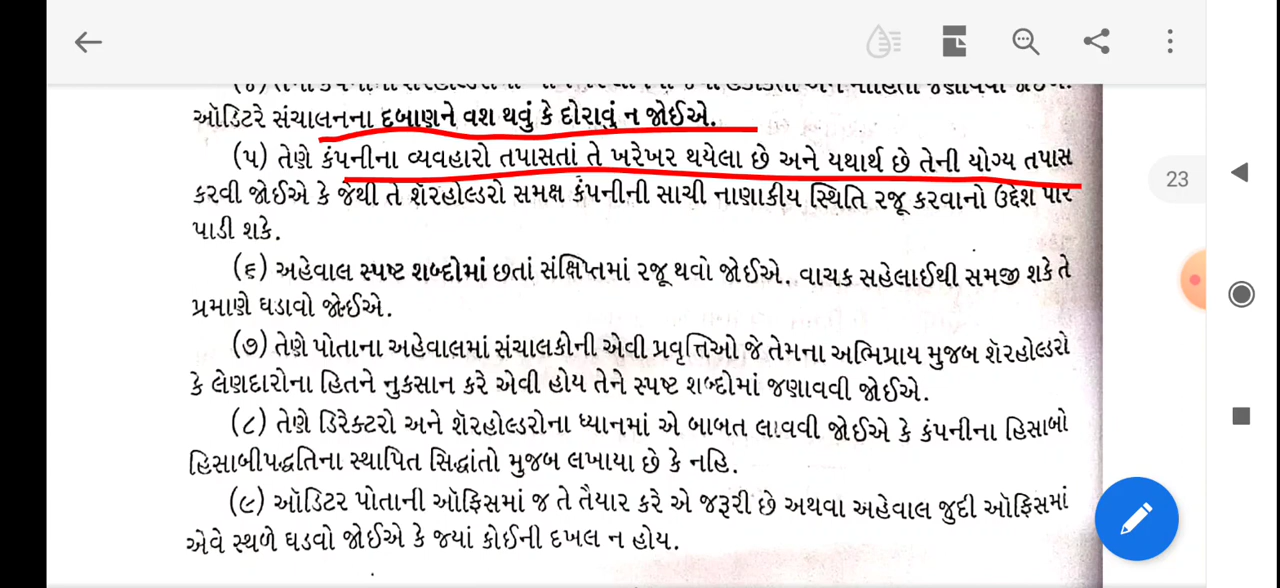 ઑડિટરે સંચાલનના દબાણને વશ થવું કે દોરાવું ન જોઈએ.
(૫) તેણે કંપનીના વ્યવહારો તપાસતાં તે ખરેખર થયેલા છે અને યથાર્થ છે તેની યોગ્ય તપાસ
23
કરવી જોઈએ કે જેથી તે શૅરહોલ્ડરો સમક્ષ કંપનીની સાચી નાણાકીય સ્થિતિ રજૂ કરવાનો ઉદ્દેશ પાર
પાડી શકે.
(૬) અહેવાલ સ્પષ્ટ શબ્દોમાં છતાં સંક્ષિપ્તમાં રજૂ થવો જોઈએ. વાચક સહેલાઈથી સમજી શકે તે
પ્રમાણે ઘડાવો જોઈએ.
(૭) તેણે પોતાના અહેવાલમાં સંચાલકોની એવી પ્રવૃત્તિઓ જે તેમના અભિપ્રાય મુજબ શૅરહોલ્ડરો
કે લેણદારોના હિતને નુકસાન કરે એવી હોય તેને સ્પષ્ટ શબ્દોમાં જણાવવી જોઈએ.
(૮) તેણે ડિરેક્ટરો અને શૅરહોલ્ડરોના ધ્યાનમાં એ બાબત લાવવી જોઈએ કે કંપનીના હિસાબો
હિસાબીપદ્ધતિના સ્થાપિત સિદ્ધાંતો મુજબ લખાયા છે કે નહિ.
(૯) ઑડિટર પોતાની ઑફિસમાં જ તે તૈયાર કરે એ જરૂરી છે અથવા અહેવાલ જુદી ઑફિસમાં
એવે સ્થળે ઘડવો જોઈએ કે જ્યાં કોઈની દખલ ન હોય.